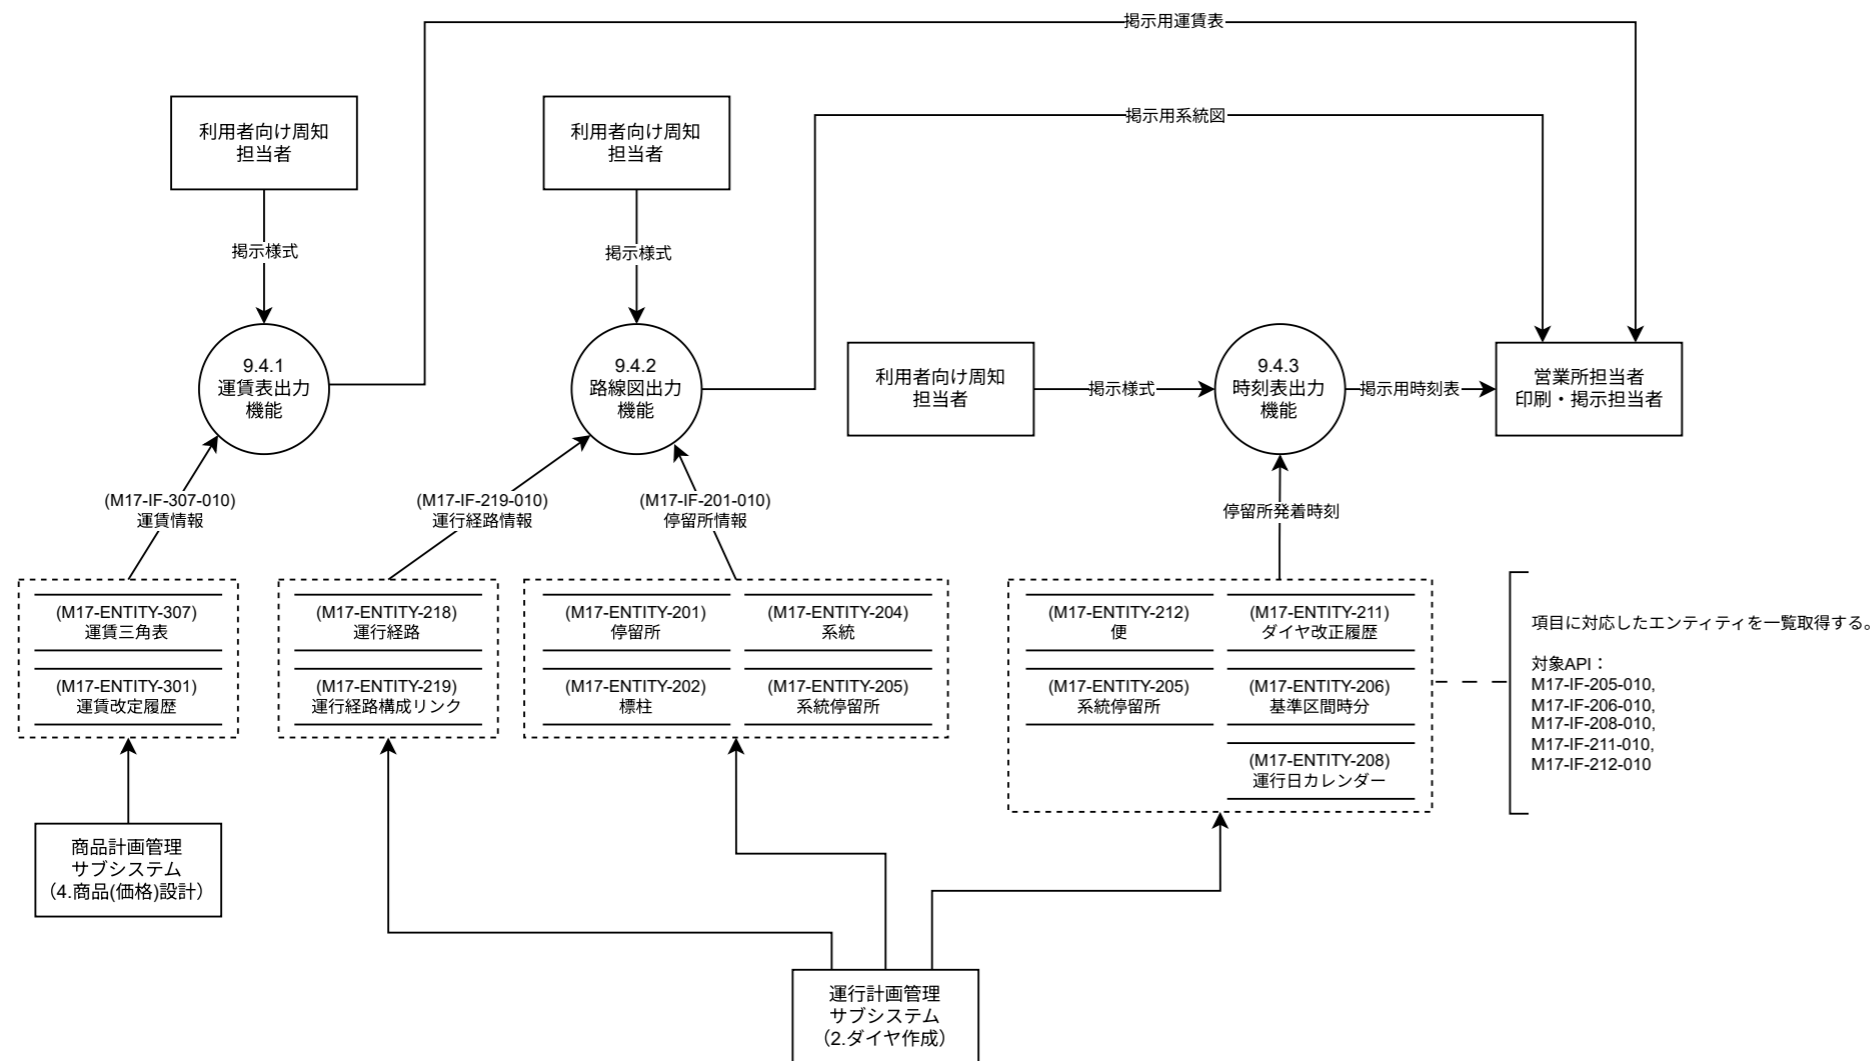 掲示用運賃表
利用者向け周知
担当者
利用者向け周知
担当者
掲示用系統図
掲示様式
掲示様式
9.4.1
運賃表出力
機能
9.4.2
路線図出力
機能
利用者向け周知
担当者
掲示様式
9.4.3
時刻表出力
機能
掲示用時刻表
営業所担当者
印刷・掲示担当者
(M17-IF-307-010)
運賃情報
(M17-IF-219-010)
運行経路情報
(M17-IF-201-010)
停留所情報
停留所発着時刻
(M17-ENTITY-307)
運賃三角表
(M17-ENTITY-301)
運賃改定履歴
(M17-ENTITY-218)
運行経路
(M17-ENTITY-219)
運行経路構成リンク
(M17-ENTITY-201)
停留所
(M17-ENTITY-204)
系統
(M17-ENTITY-202)
標柱
(M17-ENTITY-205)
系統停留所
(M17-ENTITY-212)
便
(M17-ENTITY-211)
ダイヤ改正履歴
(M17-ENTITY-205)
系統停留所
(M17-ENTITY-206)
基準区間時分
(M17-ENTITY-208)
運行日カレンダー
項目に対応したエンティティを一覧取得する。
対象API：
M17-IF-205-010,
M17-IF-206-010,
M17-IF-208-010,
M17-IF-211-010,
M17-IF-212-010
商品計画管理
サブシステム
（4.商品(価格)設計）
運行計画管理
サブシステム
（2.ダイヤ作成）